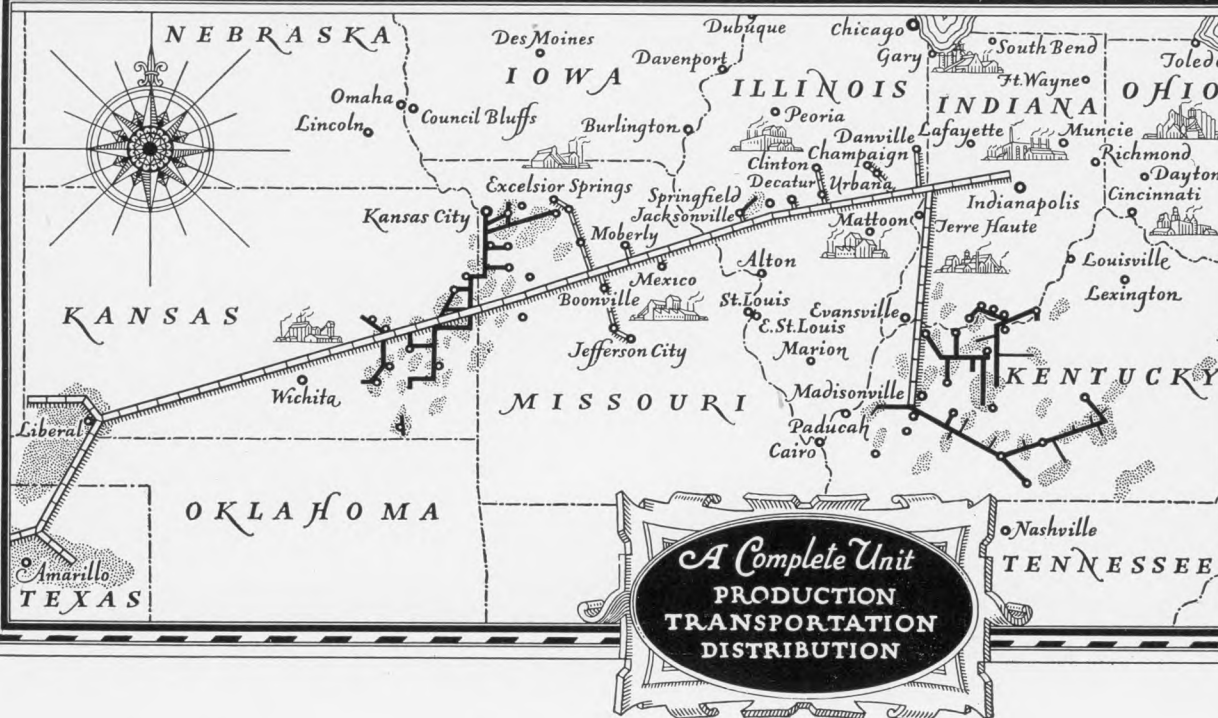 NEBRASKA
Des Moines
IOWA
Dubuque
Davenport
Chicago
Gary
South Bend
Ft. Wayne
Toledo
ILLINOIS
INDIANA
OHIO
Omaha
Council Bluffs
Lincoln
Burlington
Peoria
Danville
Lafayette
Muncie
Clinton
Champaign
Richmond
Decatur
Urbana
Dayton
Excelsior Springs
Springfield
Indianapolis
Cincinnati
Kansas City
Jacksonville
Mattoon
Terre Haute
Moberly
Mexico
Alton
Louisville
Lexington
KANSAS
Boonville
St. Louis
E. St. Louis
Evansville
Jefferson City
Marion
Wichita
MISSOURI
Madisonville
KENTUCKY
Liberal
Paducah
Cairo
OKLAHOMA
Nashville
TENNESSEE
Amarillo
TEXAS
A Complete Unit
PRODUCTION
TRANSPORTATION
DISTRIBUTION